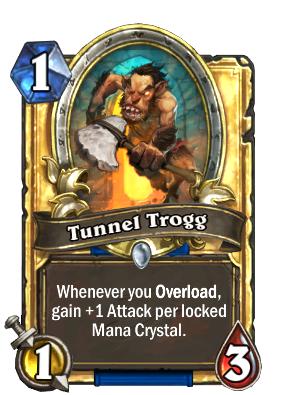 1
Tunnel Trogg
Whenever you Overload,
gain +1 Attack per locked
Mana Crystal.
1
3